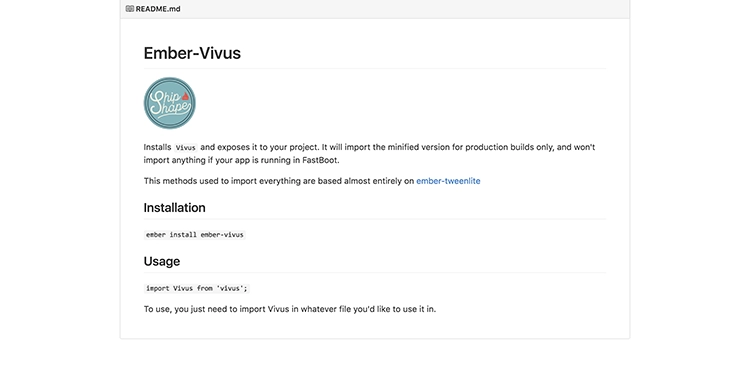 README.md
Ember-Vivus
Ship
Shape
Installs Vivus and exposes it to your project. It will import the minified version for production builds only, and won't
import anything if your app is running in FastBoot.
This methods used to import everything are based almost entirely on ember-tweenlite
Installation
ember install ember-vivus
Usage
import Vivus from 'vivus';
To use, you just need to import Vivus in whatever file you'd like to use it in.